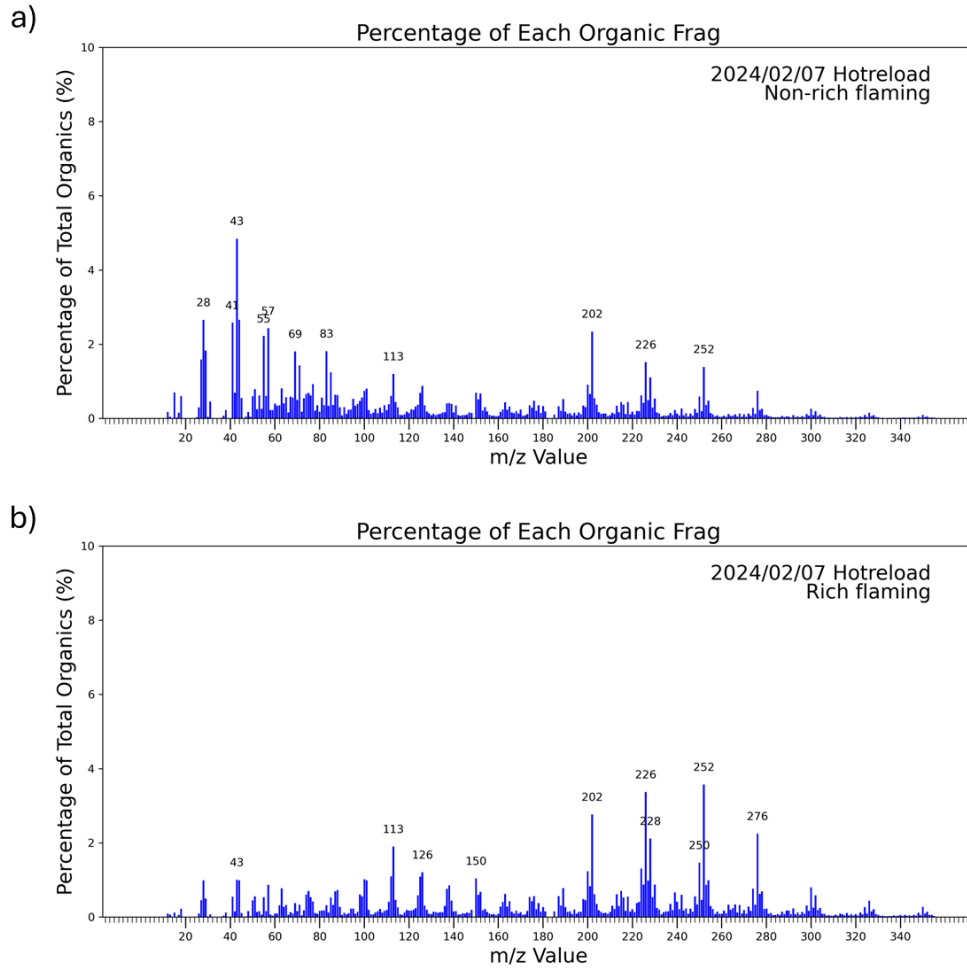 a)
Percentage of Each Organic Frag
2024/02/07 Hotreload
Non-rich flaming
Percentage of Total Organics (%)
10
8
6
4
2
0
43
28
41
57
55
69
83
113
202
226
252
20 40 60 80 100 120 140 160 180 200 220 240 260 280 300 320 340
m/z Value
b)
Percentage of Each Organic Frag
2024/02/07 Hotreload
Rich flaming
Percentage of Total Organics (%)
10
8
6
4
2
0
43
113
126
150
202
226
228
250
252
276
20 40 60 80 100 120 140 160 180 200 220 240 260 280 300 320 340
m/z Value